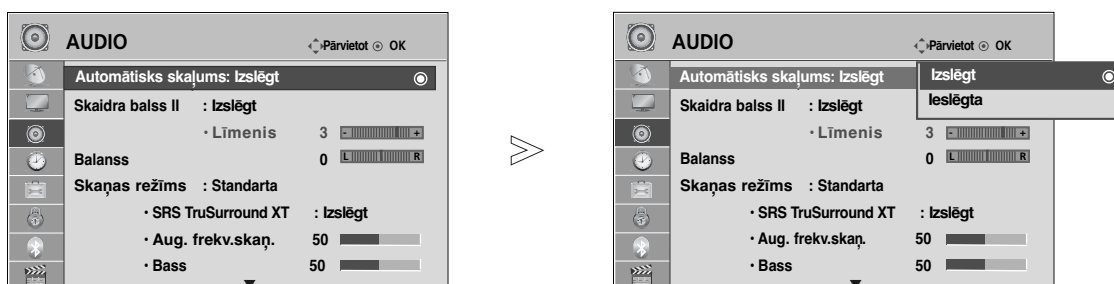 AUDIO
Pārvietot OK
Automātisks skaļums: Izslēgt
Skaidra balss II : Izslēgt
• Līmenis 3 - +
Balanss 0 L R
Skaņas režīms : Standarta
• SRS TruSurround XT : Izslēgt
• Aug. frekv.skaņ. 50
• Bass 50
>
AUDIO
Pārvietot OK
Automātisks skaļums: Izslēgt
Izslēgt
Ieslēgta
Skaidra balss II : Izslēgt
• Līmenis 3 - +
Balanss 0 L R
Skaņas režīms : Standarta
• SRS TruSurround XT : Izslēgt
• Aug. frekv.skaņ. 50
• Bass 50